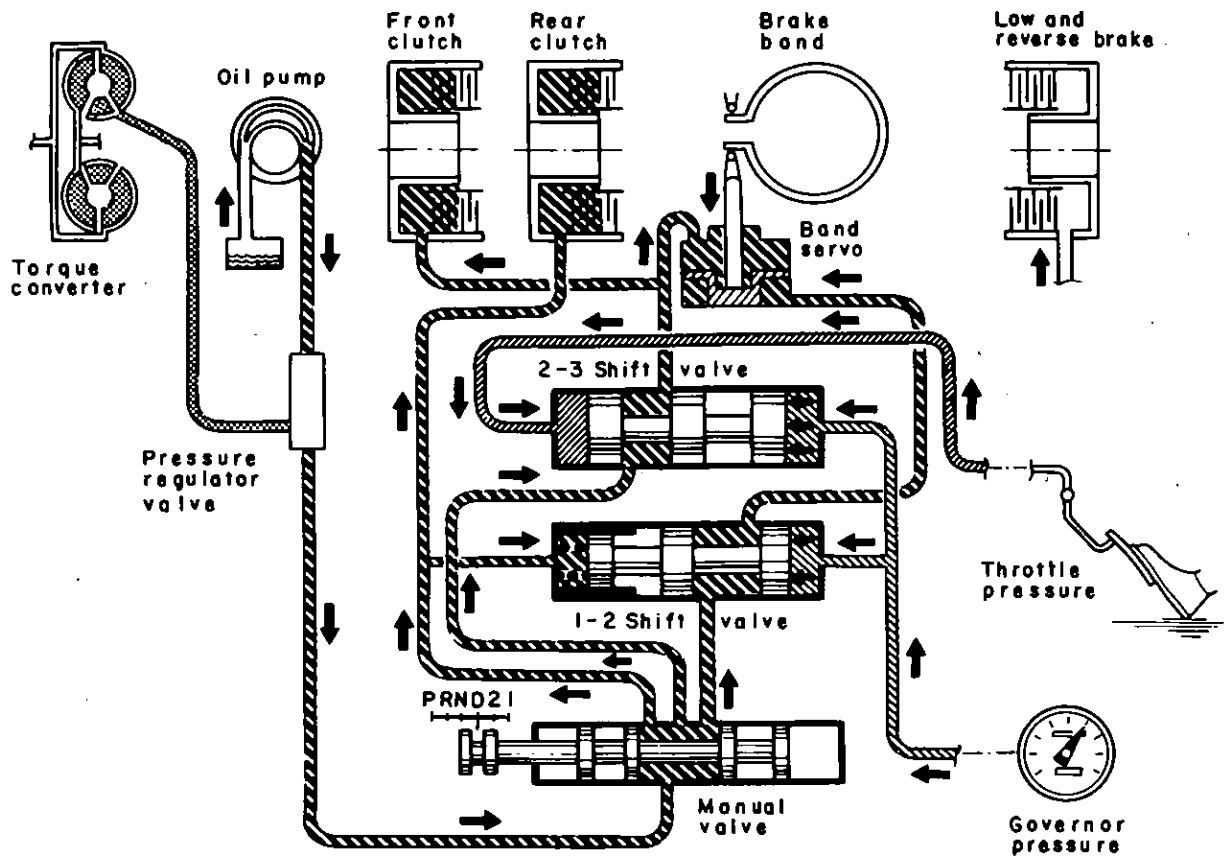 Front
clutch
Rear
clutch
Brake
band
Low and
reverse brake
Oil pump
Torque
converter
Band
servo
2-3 Shift valve
Pressure
regulator
valve
Throttle
pressure
1-2 Shift valve
PRND21
Manual
valve
Governor
pressure